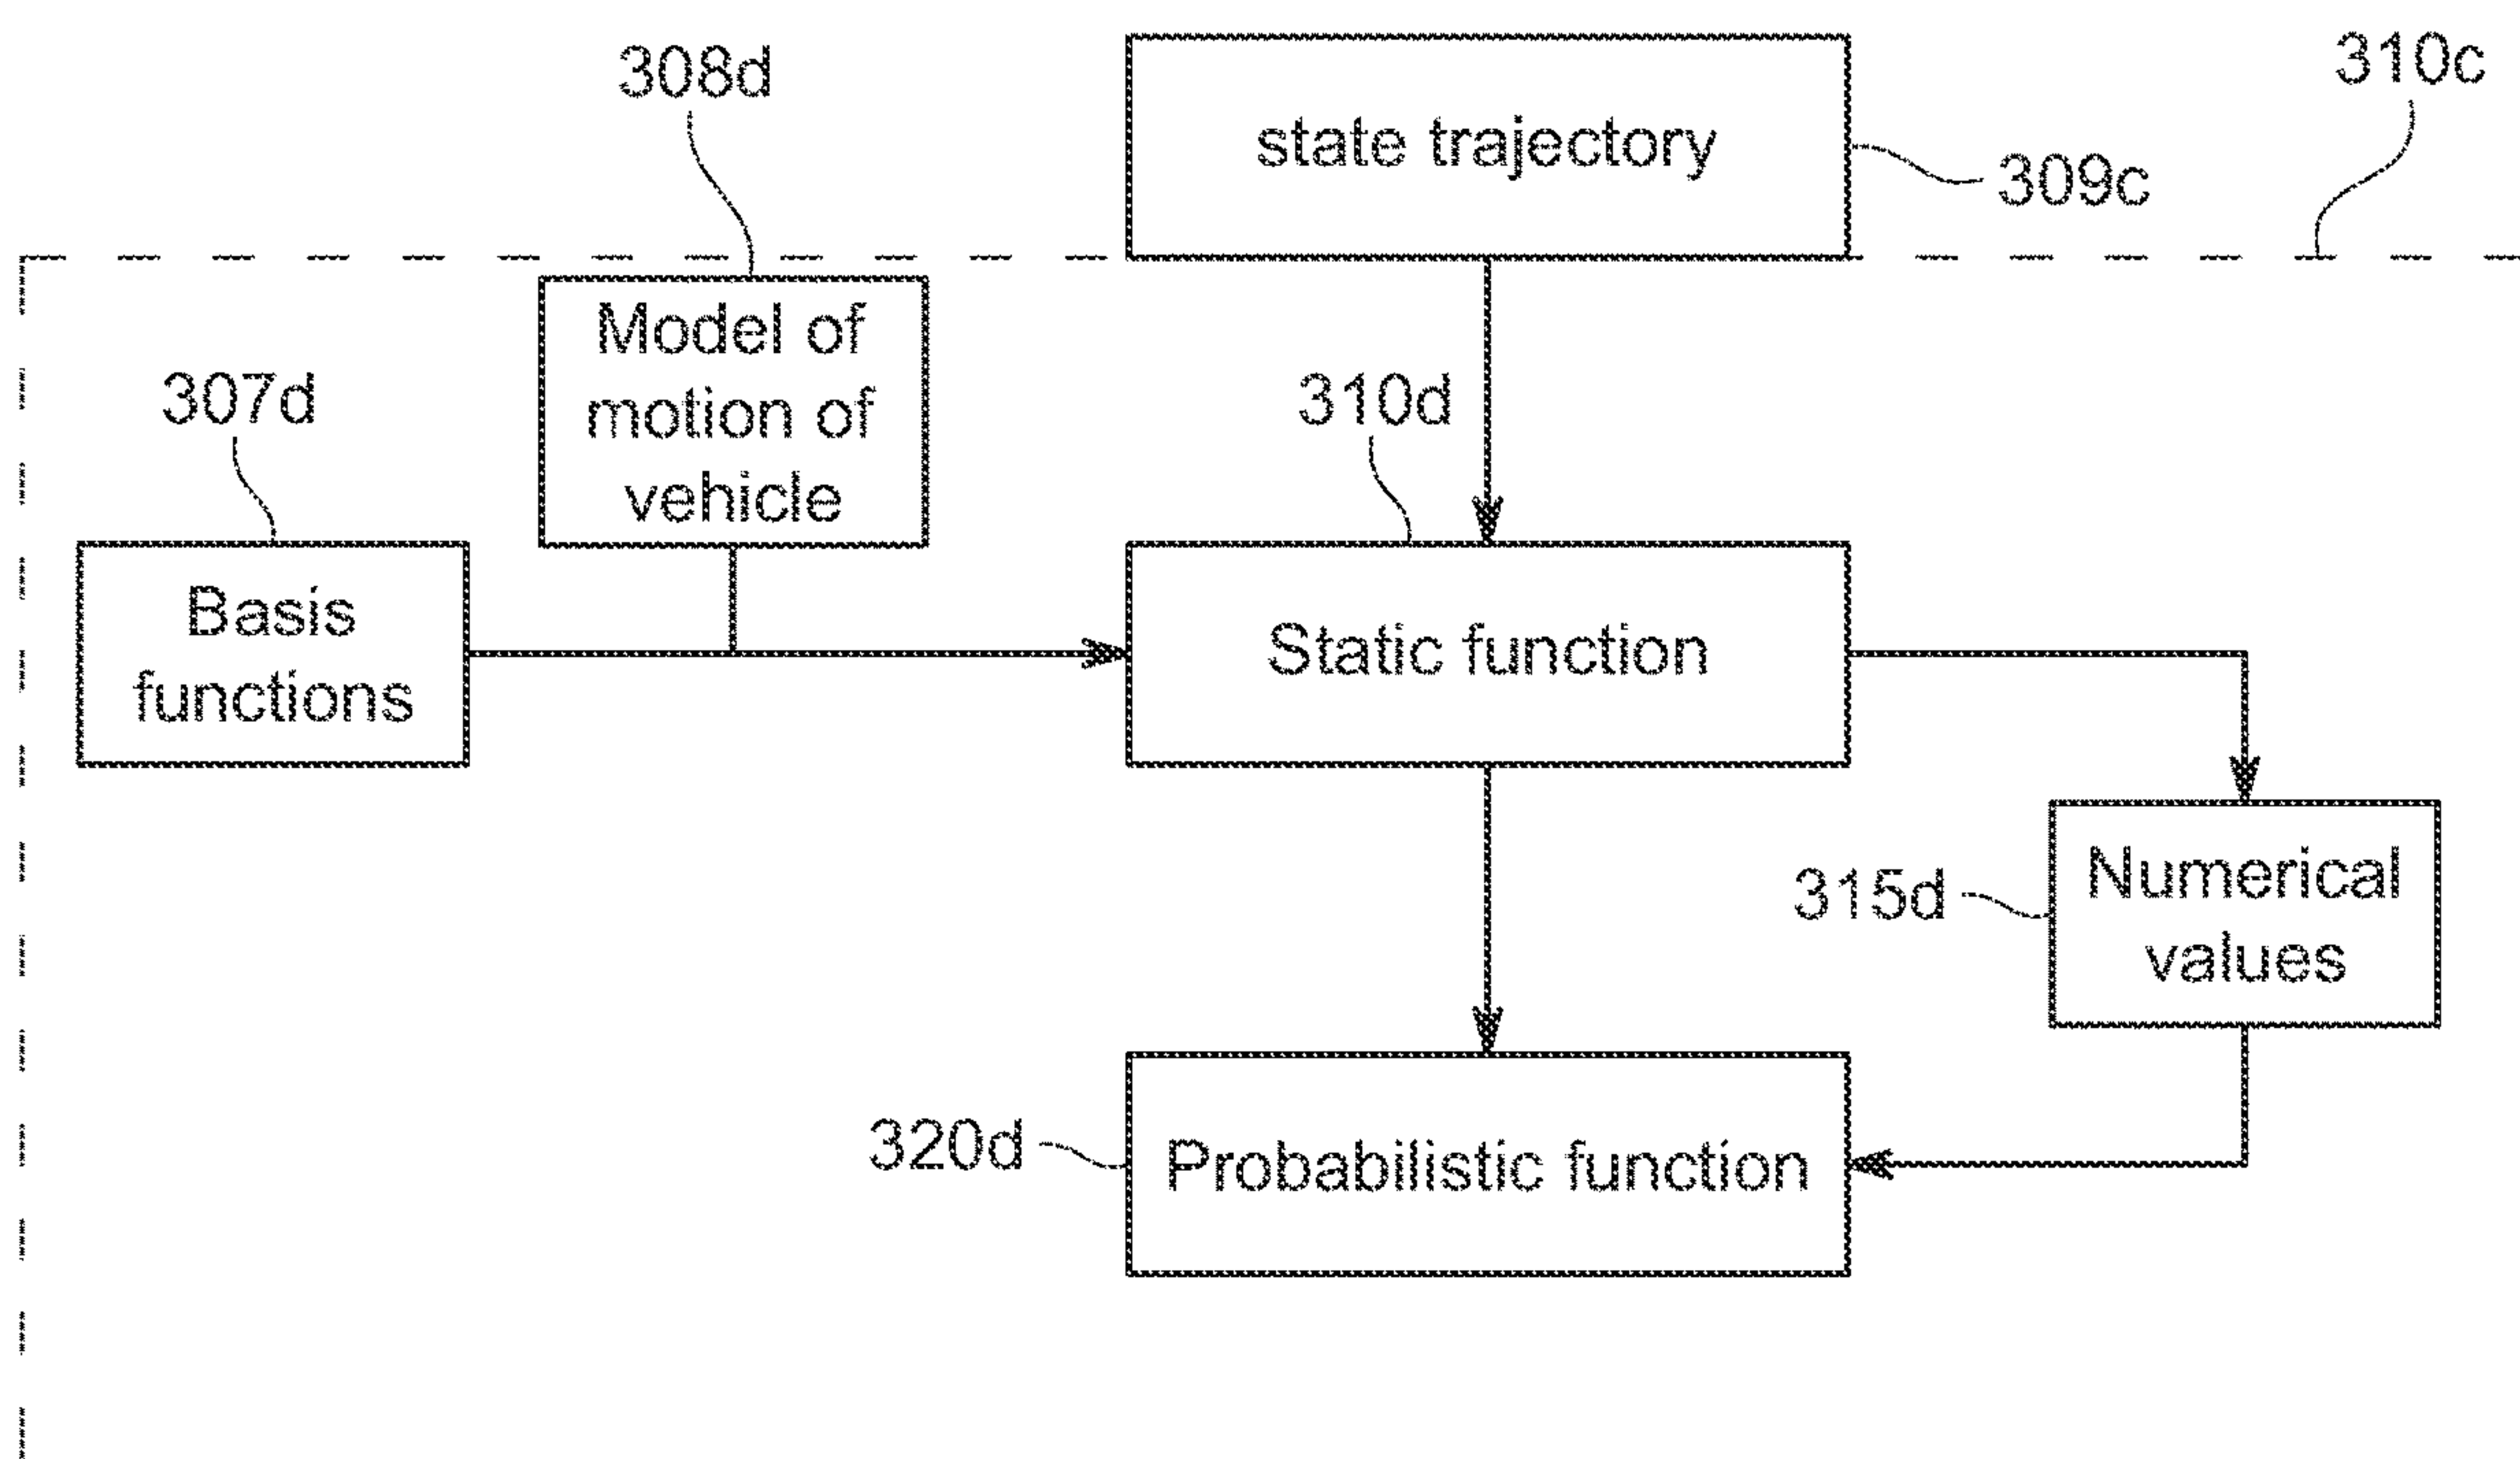 308d
state trajectory
310c
309c
Model of
motion of
vehicle
307d
310d
Basis
functions
Static function
315d
Numerical
values
320d
Probabilistic function